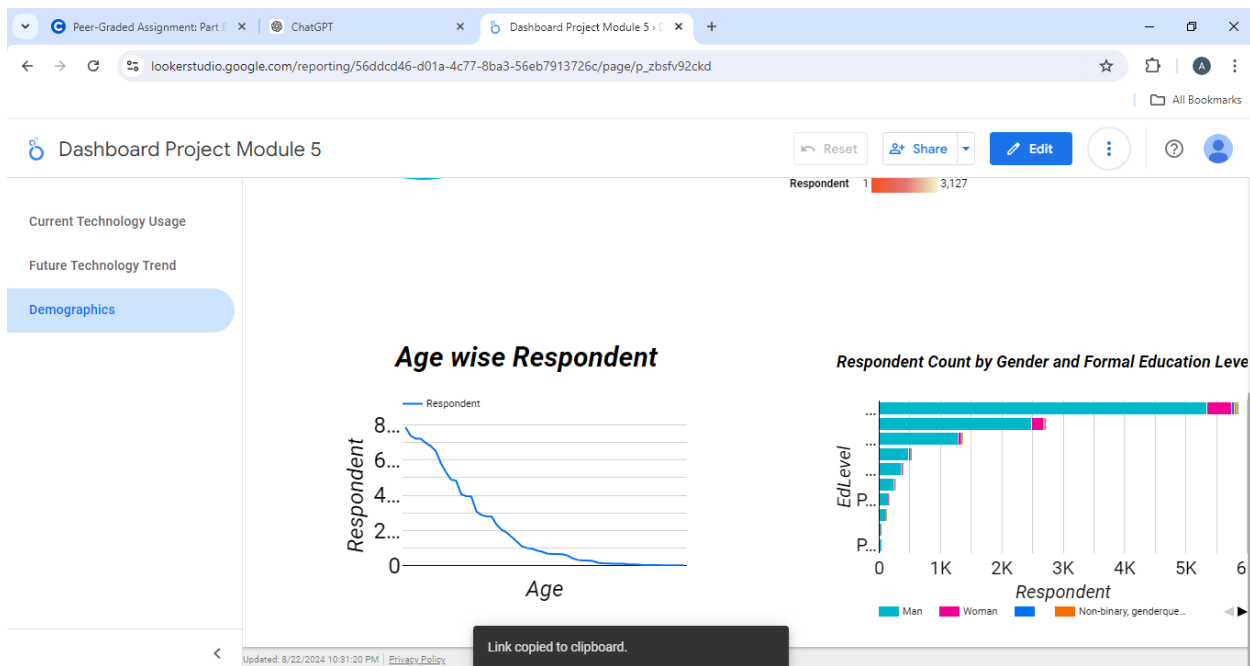 Peer-Graded Assignment: Part E
ChatGPT
Dashboard Project Module 5 › D
lookerstudio.google.com/reporting/56ddcd46-d01a-4c77-8ba3-56eb7913726c/page/p_zbsfv92ckd
A
All Bookmarks
Dashboard Project Module 5
Reset
Share
Edit
Current Technology Usage
Future Technology Trend
Demographics
Respondent 1 3,127
Age wise Respondent
Respondent
8...
6...
4...
2...
0
Respondent
Age
Respondent Count by Gender and Formal Education Leve
...
...
...
P...
P...
EdLevel
0 1K 2K 3K 4K 5K 6
Respondent
Man Woman Non-binary, genderque...
Link copied to clipboard.
Updated: 8/22/2024 10:31:20 PM Privacy Policy